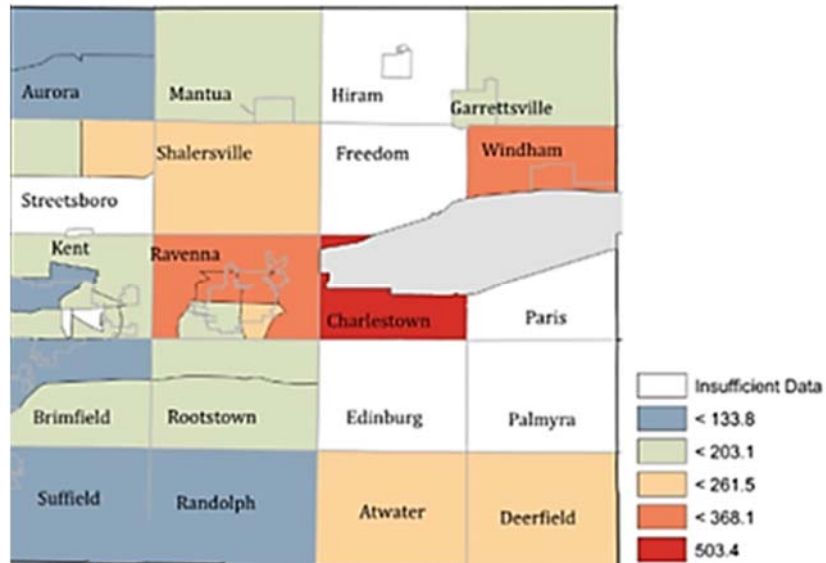 Aurora
Mantua
Hiram
Garrettsville
Shalersville
Freedom
Windham
Streetsboro
Kent
Ravenna
Charlestown
Paris
Brimfield
Rootstown
Edinburg
Palmyra
Suffield
Randolph
Atwater
Deerfield
Insufficient Data
< 133.8
< 203.1
< 261.5
< 368.1
503.4